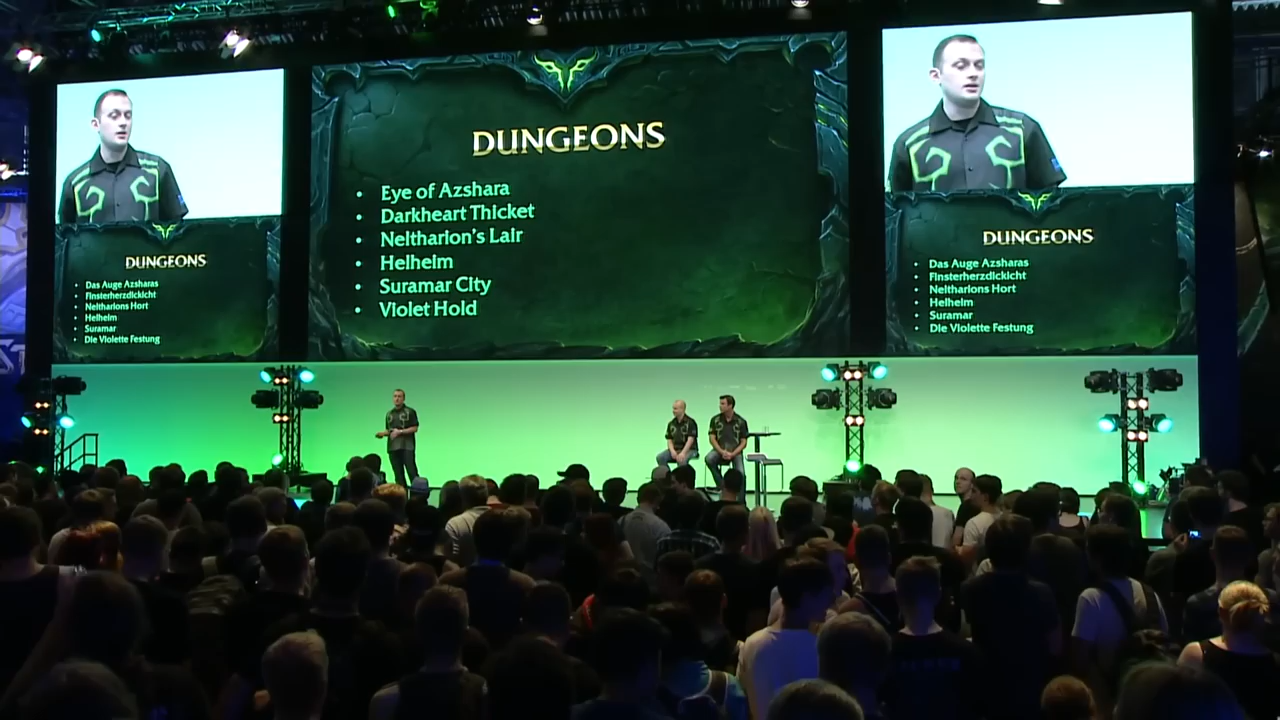 DUNGEONS
• Das Auge Azsharas
• Finsterherzdickicht
• Neltharions Hort
• Helheim
• Suramar
• Die Violette Festung
DUNGEONS
• Eye of Azshara
• Darkheart Thicket
• Neltharion's Lair
• Helheim
• Suramar City
• Violet Hold
DUNGEONS
• Das Auge Azsharas
• Finsterherzdickicht
• Neltharions Hort
• Helheim
• Suramar
• Die Violette Festung